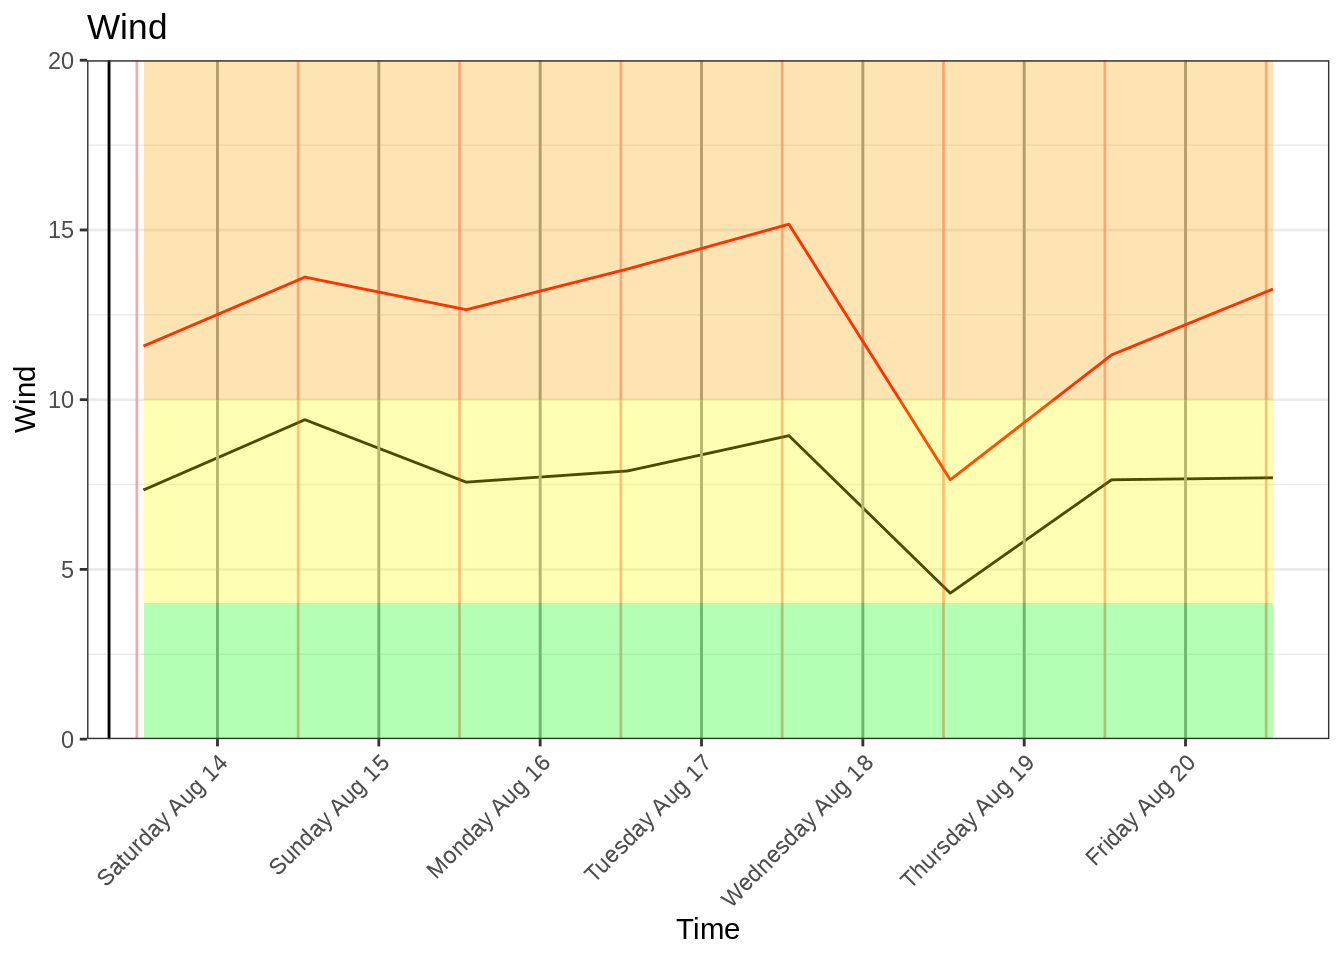 Wind
20
15
10
5
0
Wind
Saturday Aug 14
Sunday Aug 15
Monday Aug 16
Tuesday Aug 17
Wednesday Aug 18
Thursday Aug 19
Friday Aug 20
Time